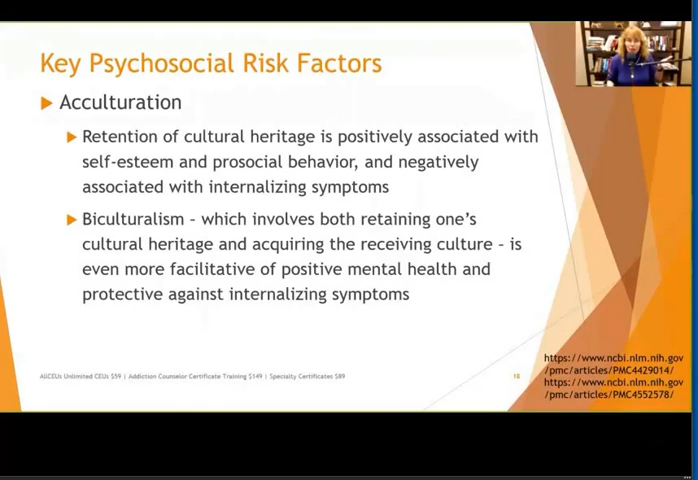 Key Psychosocial Risk Factors
Acculturation
Retention of cultural heritage is positively associated with
self-esteem and prosocial behavior, and negatively
associated with internalizing symptoms
Biculturalism – which involves both retaining one's
cultural heritage and acquiring the receiving culture – is
even more facilitative of positive mental health and
protective against internalizing symptoms
AllCEUs Unlimited CEUs $59 | Addiction Counselor Certificate Training $149 | Specialty Certificates $89
18
https://www.ncbi.nlm.nih.gov
/pmc/articles/PMC4429014/
https://www.ncbi.nlm.nih.gov
/pmc/articles/PMC4552578/